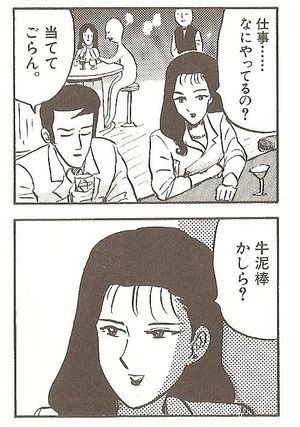 仕事……
なにやってるの？
当てて
ごらん。
牛泥棒
かしら？